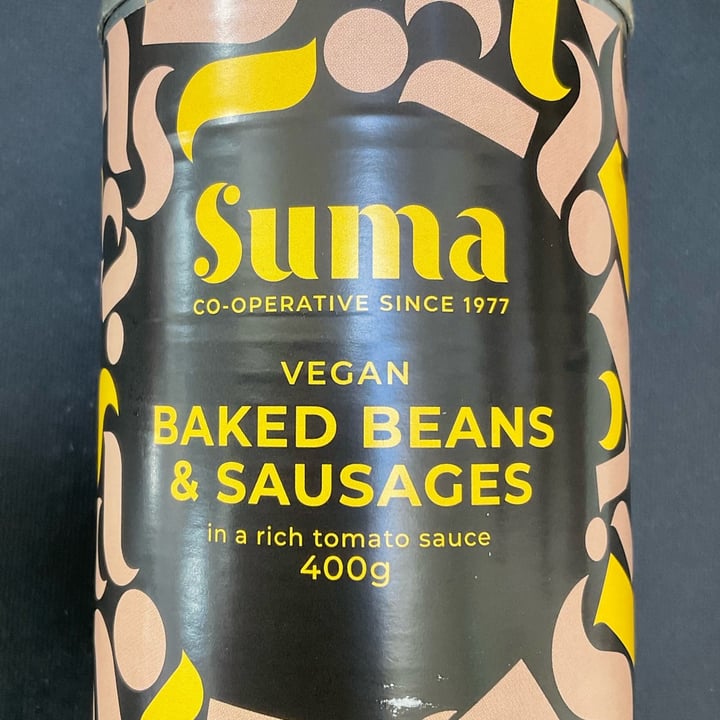 Suma
CO-OPERATIVE SINCE 1977
VEGAN
BAKED BEANS
& SAUSAGES
in a rich tomato sauce
400g